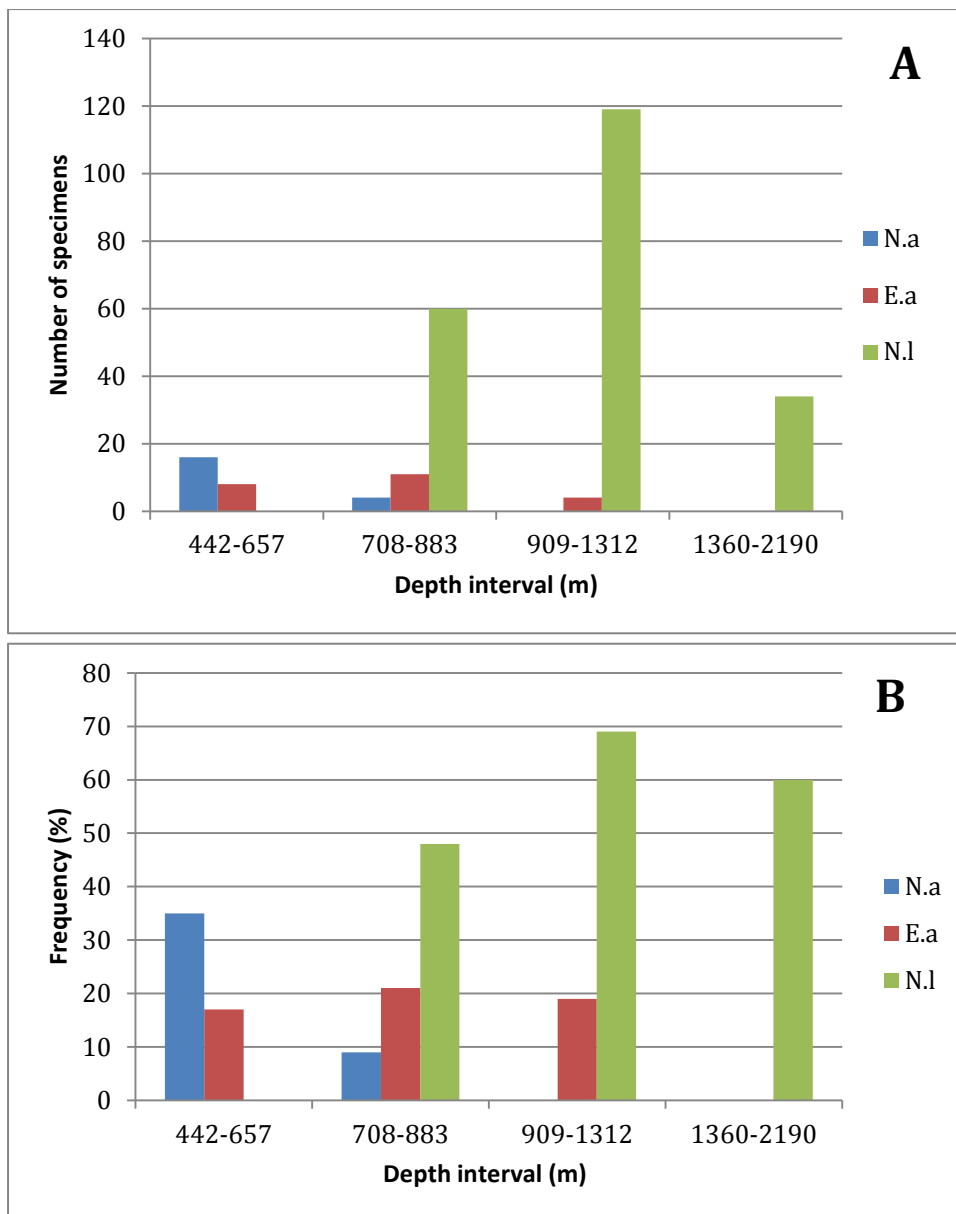 A
Number of specimens
140
120
100
80
60
40
20
0
442-657 708-883 909-1312 1360-2190
Depth interval (m)
N.a
E.a
N.l
B
Frequency (%)
80
70
60
50
40
30
20
10
0
442-657 708-883 909-1312 1360-2190
Depth interval (m)
N.a
E.a
N.l